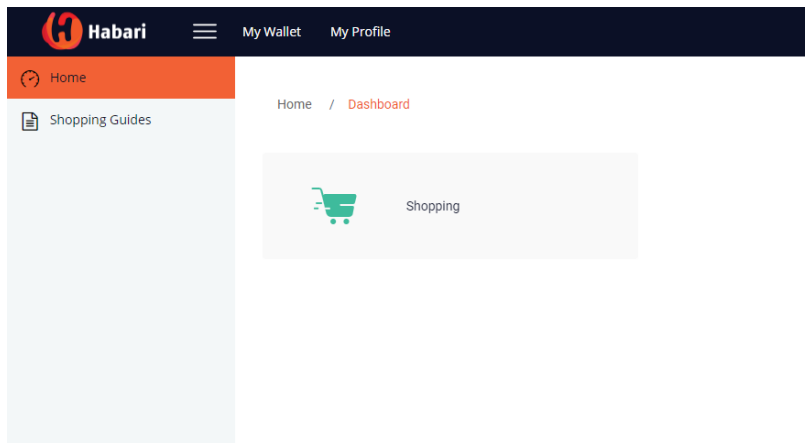 Habari My Wallet My Profile
Home
Shopping Guides
Home / Dashboard
Shopping